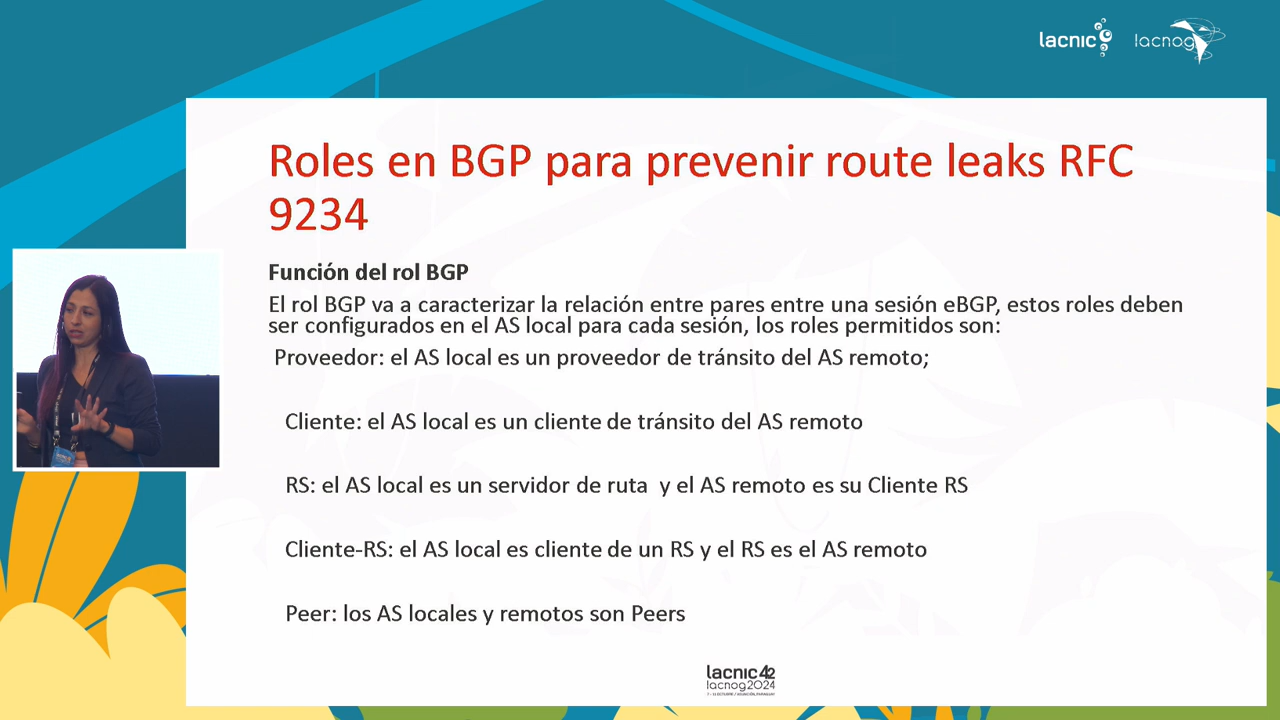 lacnic
lacnog
Roles en BGP para prevenir route leaks RFC
9234
Función del rol BGP
El rol BGP va a caracterizar la relación entre pares entre una sesión eBGP, estos roles deben
ser configurados en el AS local para cada sesión, los roles permitidos son:
Proveedor: el AS local es un proveedor de tránsito del AS remoto;
Cliente: el AS local es un cliente de tránsito del AS remoto
RS: el AS local es un servidor de ruta y el AS remoto es su Cliente RS
Cliente-RS: el AS local es cliente de un RS y el RS es el AS remoto
Peer: los AS locales y remotos son Peers
lacnic42
lacnog2024